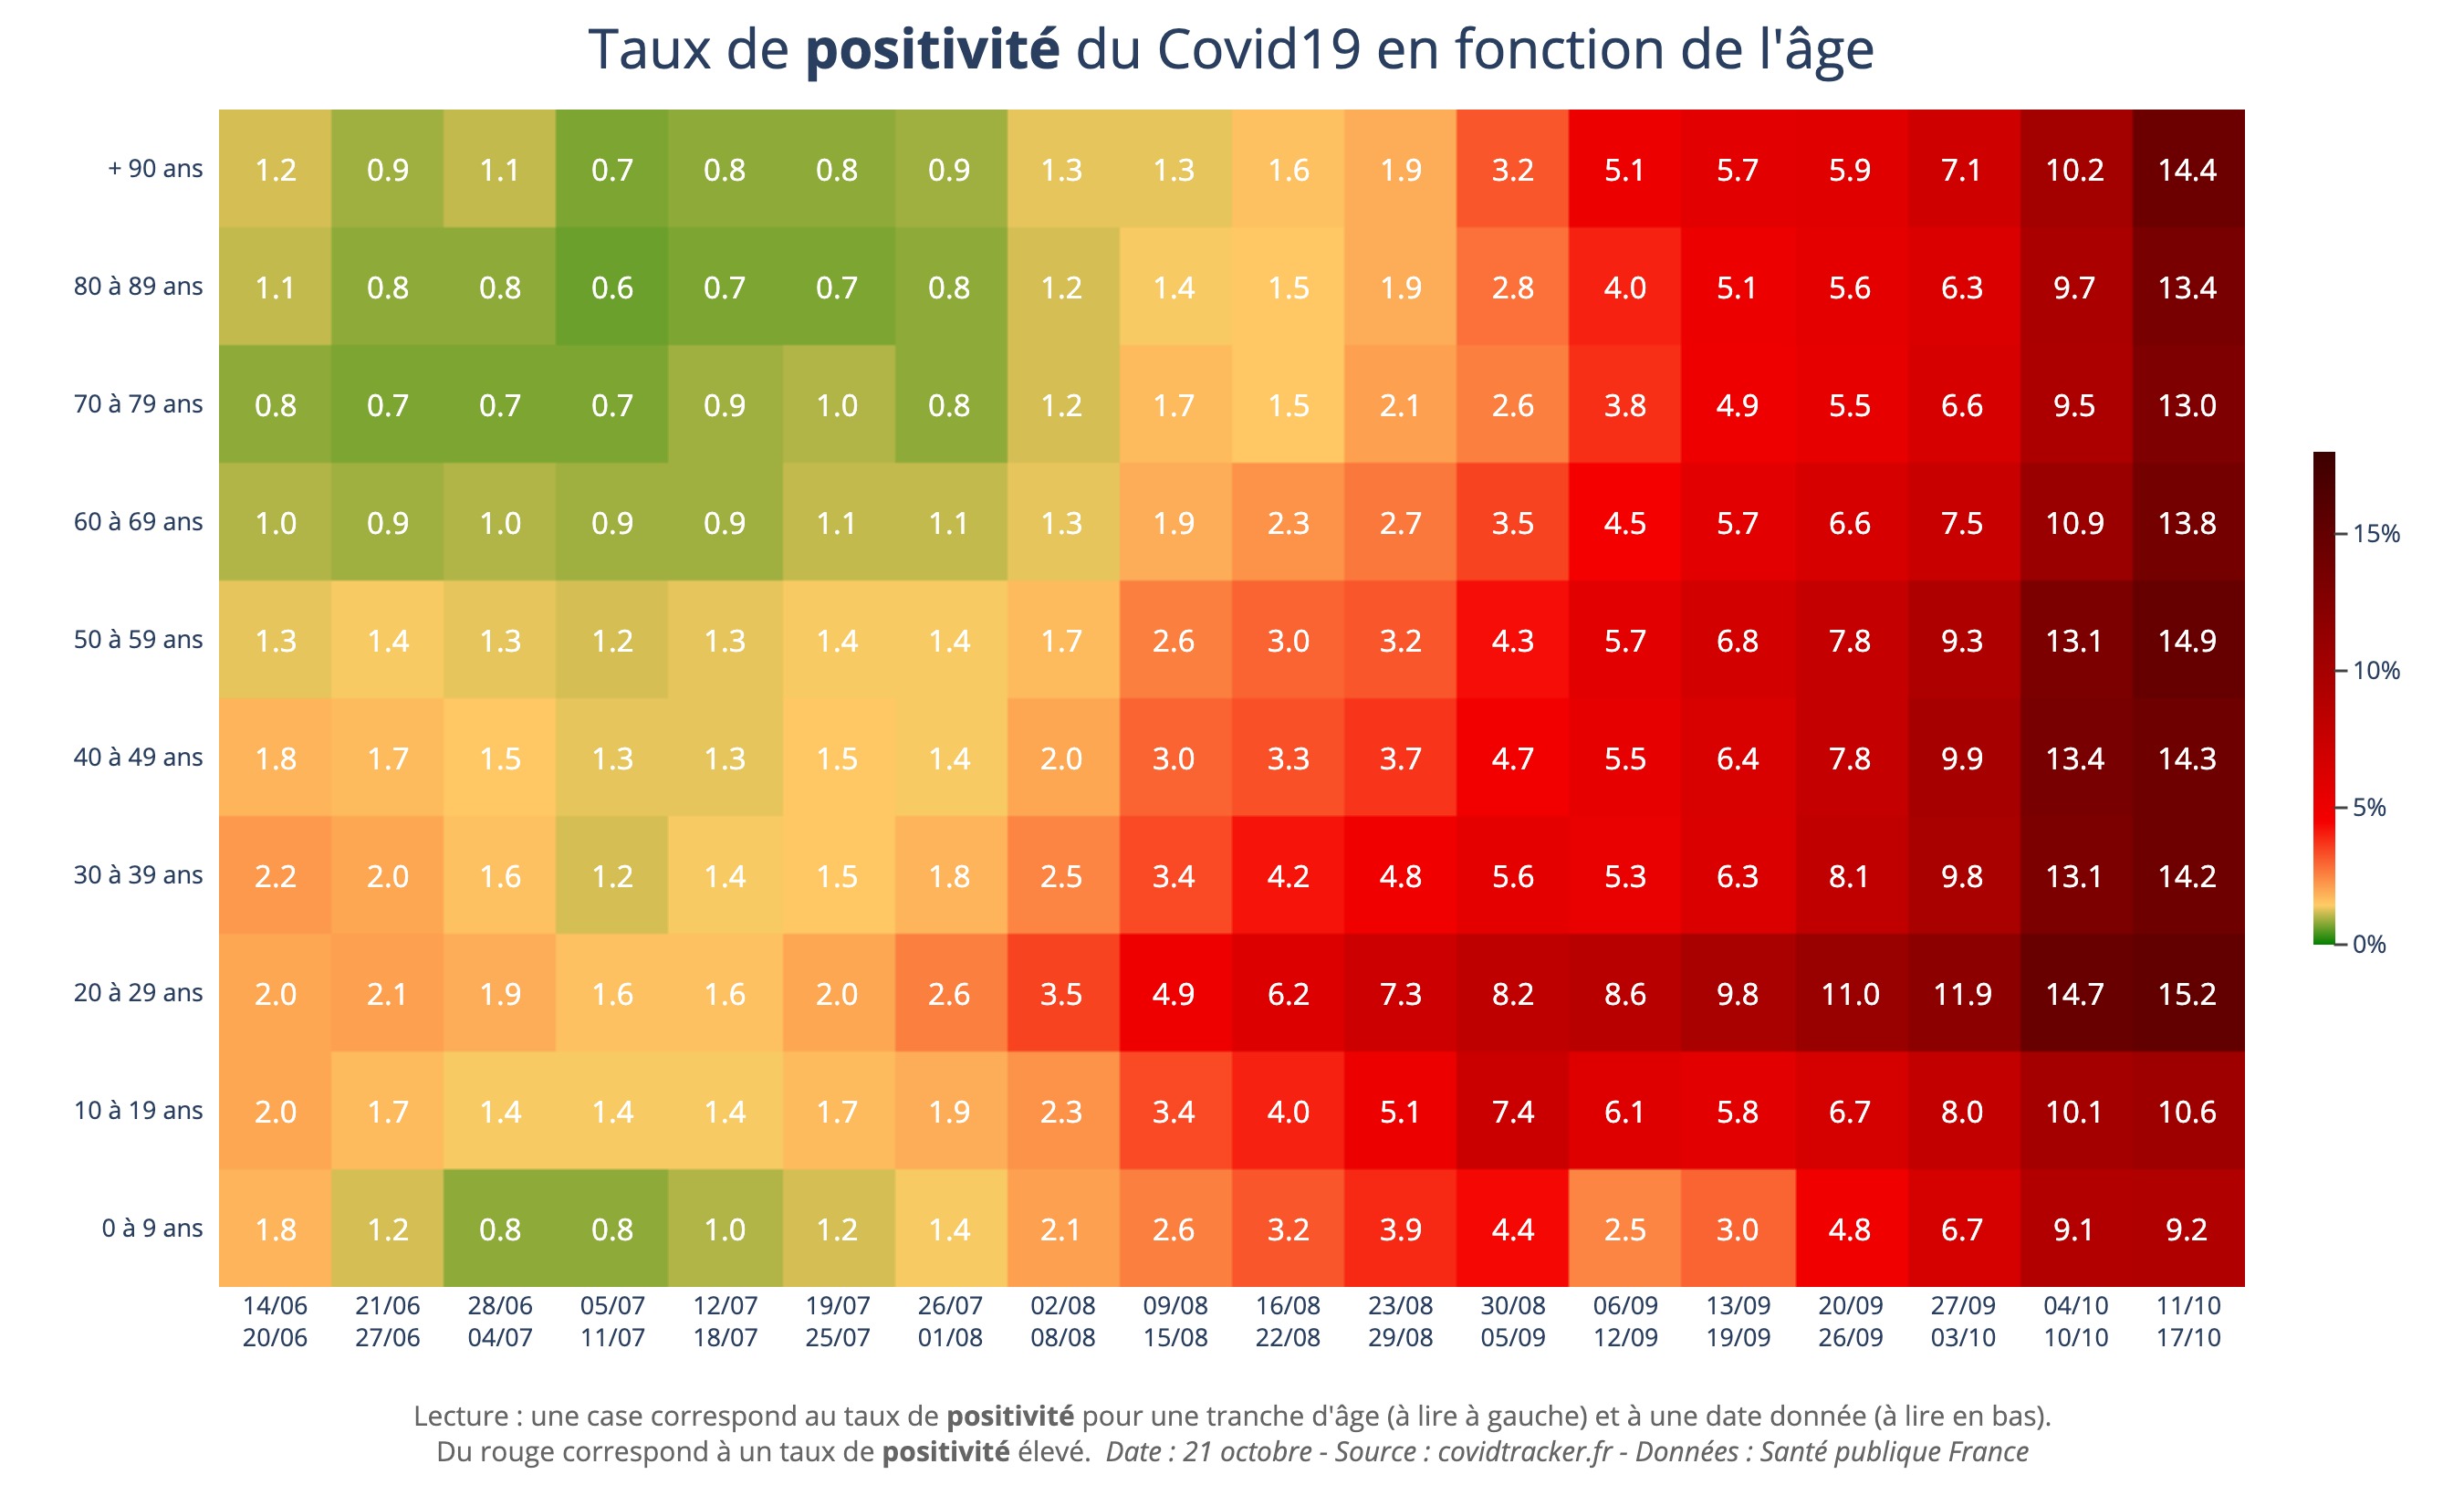 Taux de positivité du Covid19 en fonction de l'âge
+ 90 ans 1.2 0.9 1.1 0.7 0.8 0.8 0.9 1.3 1.3 1.6 1.9 3.2 5.1 5.7 5.9 7.1 10.2 14.4
80 à 89 ans 1.1 0.8 0.8 0.6 0.7 0.7 0.8 1.2 1.4 1.5 1.9 2.8 4.0 5.1 5.6 6.3 9.7 13.4
70 à 79 ans 0.8 0.7 0.7 0.7 0.9 1.0 0.8 1.2 1.7 1.5 2.1 2.6 3.8 4.9 5.5 6.6 9.5 13.0
60 à 69 ans 1.0 0.9 1.0 0.9 0.9 1.1 1.1 1.3 1.9 2.3 2.7 3.5 4.5 5.7 6.6 7.5 10.9 13.8
50 à 59 ans 1.3 1.4 1.3 1.2 1.3 1.4 1.4 1.7 2.6 3.0 3.2 4.3 5.7 6.8 7.8 9.3 13.1 14.9
40 à 49 ans 1.8 1.7 1.5 1.3 1.3 1.5 1.4 2.0 3.0 3.3 3.7 4.7 5.5 6.4 7.8 9.9 13.4 14.3
30 à 39 ans 2.2 2.0 1.6 1.2 1.4 1.5 1.8 2.5 3.4 4.2 4.8 5.6 5.3 6.3 8.1 9.8 13.1 14.2
20 à 29 ans 2.0 2.1 1.9 1.6 1.6 2.0 2.6 3.5 4.9 6.2 7.3 8.2 8.6 9.8 11.0 11.9 14.7 15.2
10 à 19 ans 2.0 1.7 1.4 1.4 1.4 1.7 1.9 2.3 3.4 4.0 5.1 7.4 6.1 5.8 6.7 8.0 10.1 10.6
0 à 9 ans 1.8 1.2 0.8 0.8 1.0 1.2 1.4 2.1 2.6 3.2 3.9 4.4 2.5 3.0 4.8 6.7 9.1 9.2
14/06 21/06 28/06 05/07 12/07 19/07 26/07 02/08 09/08 16/08 23/08 30/08 06/09 13/09 20/09 27/09 04/10 11/10
20/06 27/06 04/07 11/07 18/07 25/07 01/08 08/08 15/08 22/08 29/08 05/09 12/09 19/09 26/09 03/10 10/10 17/10
15%
10%
5%
0%
Lecture : une case correspond au taux de positivité pour une tranche d'âge (à lire à gauche) et à une date donnée (à lire en bas).
Du rouge correspond à un taux de positivité élevé. Date : 21 octobre - Source : covidtracker.fr - Données : Santé publique France